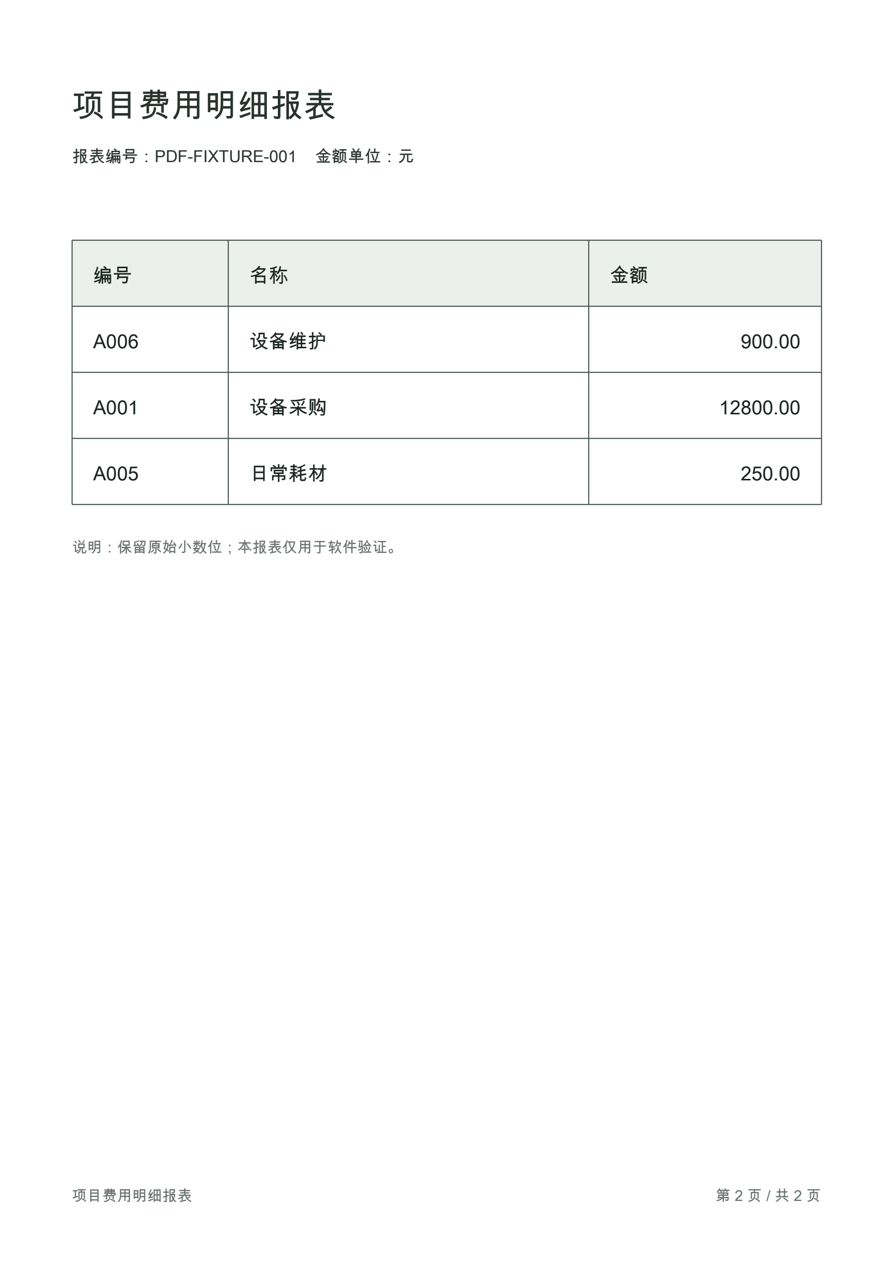 项目费用明细报表
报表编号：PDF-FIXTURE-001 金额单位：元
编号 名称 金额
A006 设备维护 900.00
A001 设备采购 12800.00
A005 日常耗材 250.00
说明：保留原始小数位；本报表仅用于软件验证。
项目费用明细报表 第 2 页 / 共 2 页